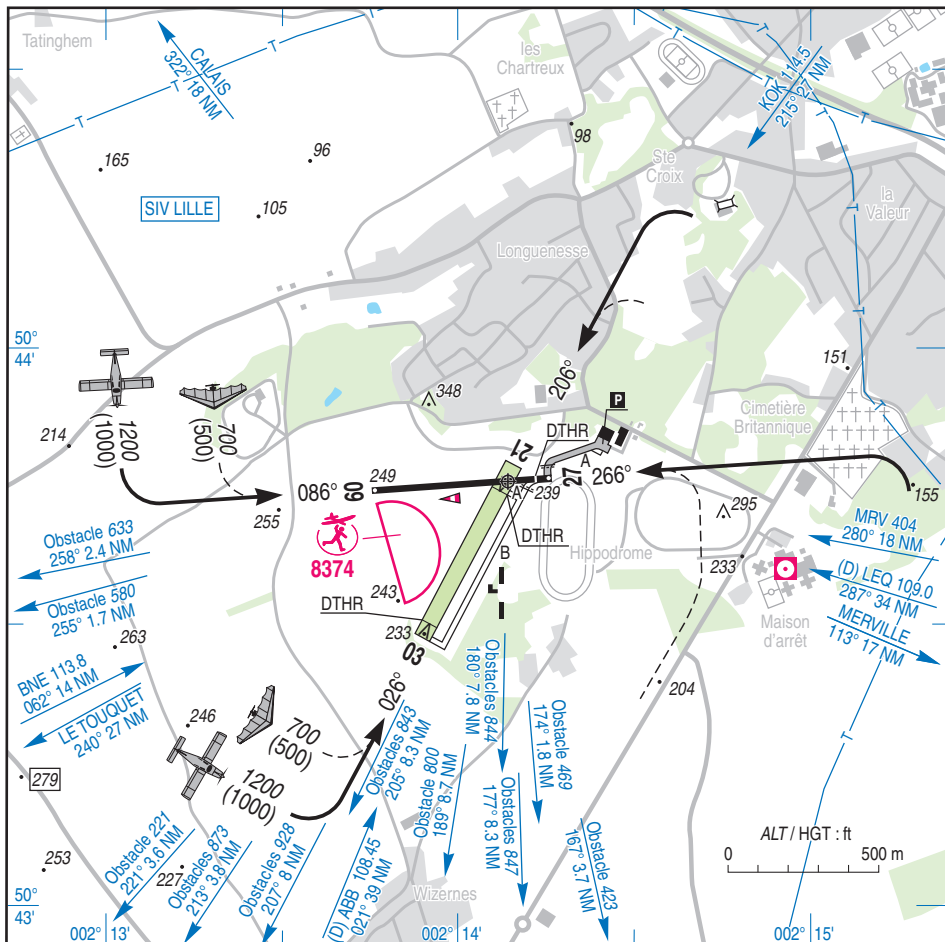 Tatinghem
CALAIS
322° 18 NM
les
Chartreux
KOK 114.5
215° 27 NM
T
T
T
T
T
T
T
165
96
98
105
SIV LILLE
Ste
Croix
la
Valeur
Longuenesse
50°
44'
206°
151
348
P
Cimetière
Britannique
214
1200
(1000)
700
(500)
DTHR
21
A
086°
09
249
A
239
27
266°
155
255
295
DTHR
8374
B
Hippodrome
233
MRV 404
280° 18 NM
Obstacle 633
258° 2.4 NM
(D) LEQ 109.0
287° 34 NM
Obstacle 580
255° 1.7 NM
243
DTHR
Maison
d'arrêt
MERVILLE
113° 17 NM
233
03
263
BNE 113.8
062° 14 NM
LE TOUQUET
240° 27 NM
026°
204
246
700
(500)
1200
(1000)
279
Obstacles 843
205° 8.3 NM
Obstacles 800
189° 8.7 NM
Obstacles 844
180° 7.8 NM
Obstacles 847
177° 8.3 NM
Obstacle 469
174° 1.8 NM
Obstacle 423
167° 3.7 NM
ALT / HGT : ft
0
500 m
253
227
Obstacle 221
221° 3.6 NM
Obstacles 873
213° 3.8 NM
Obstacles 928
207° 8 NM
(D) ABB 108.45
021° 39 NM
Wizernes
50°
43'
002° 13'
002° 14'
002° 15'